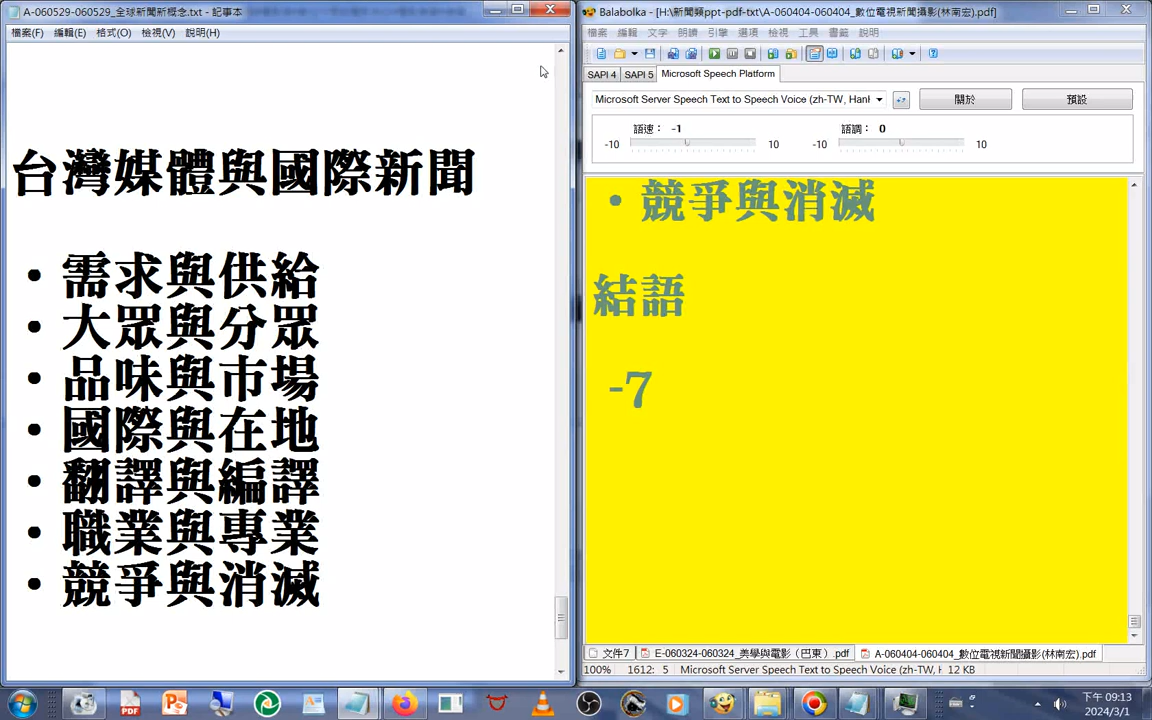 A-060529-060529_全球新聞新概念.txt - 記事本
檔案(F) 編輯(E) 格式(O) 檢視(V) 說明(H)
台灣媒體與國際新聞
• 需求與供給
• 大眾與分眾
• 品味與市場
• 國際與在地
• 翻譯與編譯
• 職業與專業
• 競爭與消滅
Balabolka - [H:\新聞類ppt-pdf-txt\A-060404-060404_數位電視新聞攝影(林南宏).pdf]
檔案 編輯 文字 朗讀 引擎 選項 檢視 工具 書籤 說明
SAPI 4 SAPI 5 Microsoft Speech Platform
Microsoft Server Speech Text to Speech Voice (zh-TW, Han
關於 預設
語速： -1 語調： 0
-10 10 -10 10
• 競爭與消滅
結語
-7
文件7 E-060324-060324_美學與電影（巴東）.pdf A-060404-060404_數位電視新聞攝影(林南宏).pdf
100% 1612: 5 Microsoft Server Speech Text to Speech Voice (zh-TW, H 12 KB
下午 09:13
2024/3/1